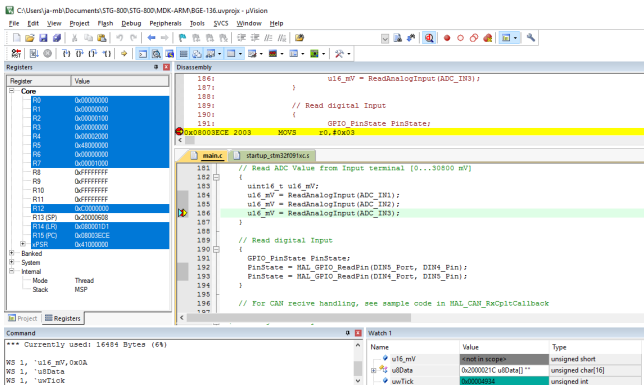 C:\Users\ja-mb\Documents\STG-800\STG-800\MDK-ARM\BGE-136.uvprojx - µVision
File Edit View Project Flash Debug Peripherals Tools SVCS Window Help
Registers
Register Value
Core
R0 0x00000000
R1 0x00000000
R2 0x00000100
R3 0x00000000
R4 0x00002000
R5 0x48000000
R6 0x00000000
R7 0x00001000
R8 0xFFFFFFFF
R9 0xFFFFFFFF
R10 0xFFFFFFFF
R11 0xFFFFFFFF
R12 0xC0000000
R13 (SP) 0x20000608
R14 (LR) 0x080001D1
R15 (PC) 0x08003ECE
xPSR 0x41000000
Banked
System
Internal
Mode Thread
Stack MSP
Project Registers
Disassembly
186: u16_mV = ReadAnalogInput(ADC_IN3);
187: }
188:
189: // Read digital Input
190: {
191: GPIO_PinState PinState;
0x08003ECE 2003 MOVS r0,#0x03
main.c startup_stm32f091xc.s
181 // Read ADC Value from Input terminal [0...30800 mV]
182 {
183 uint16_t u16_mV;
184 u16_mV = ReadAnalogInput(ADC_IN1);
185 u16_mV = ReadAnalogInput(ADC_IN2);
186 u16_mV = ReadAnalogInput(ADC_IN3);
187 }
188
189 // Read digital Input
190 {
191 GPIO_PinState PinState;
192 PinState = HAL_GPIO_ReadPin(DIN5_Port, DIN4_Pin);
193 PinState = HAL_GPIO_ReadPin(DIN5_Port, DIN4_Pin);
194 }
195
196 // For CAN recive handling, see sample code in HAL_CAN_RxCpltCallback
197
Command
*** Currently used: 16484 Bytes (6%)
WS 1, `u16_mV,0x0A
WS 1, `u8Data
WS 1, `uwTick
Watch 1
Name Value Type
u16_mV <not in scope> unsigned short
u8Data 0x2000021C u8Data[] "" unsigned char[16]
uwTick 0x00004934 unsigned int